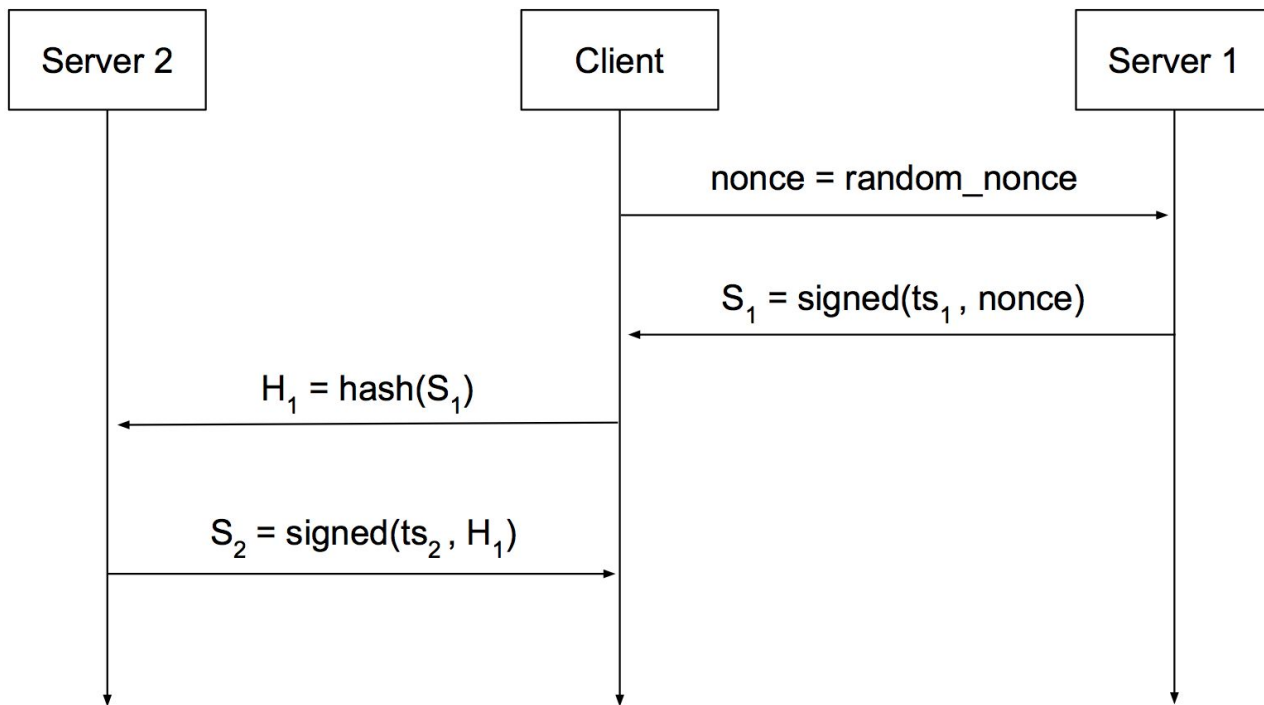 Server 2
Client
Server 1
nonce = random_nonce
S₁ = signed(ts₁ , nonce)
H₁ = hash(S₁)
S₂ = signed(ts₂ , H₁)